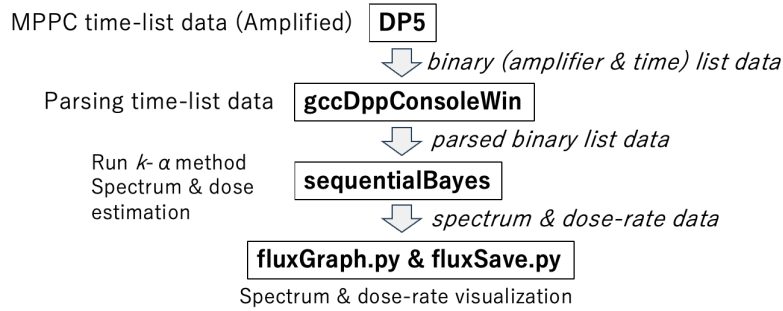 MPPC time-list data (Amplified) DP5
binary (amplifier & time) list data
Parsing time-list data gccDppConsoleWin
parsed binary list data
Run k- α method
Spectrum & dose
estimation
sequentialBayes
spectrum & dose-rate data
fluxGraph.py & fluxSave.py
Spectrum & dose-rate visualization